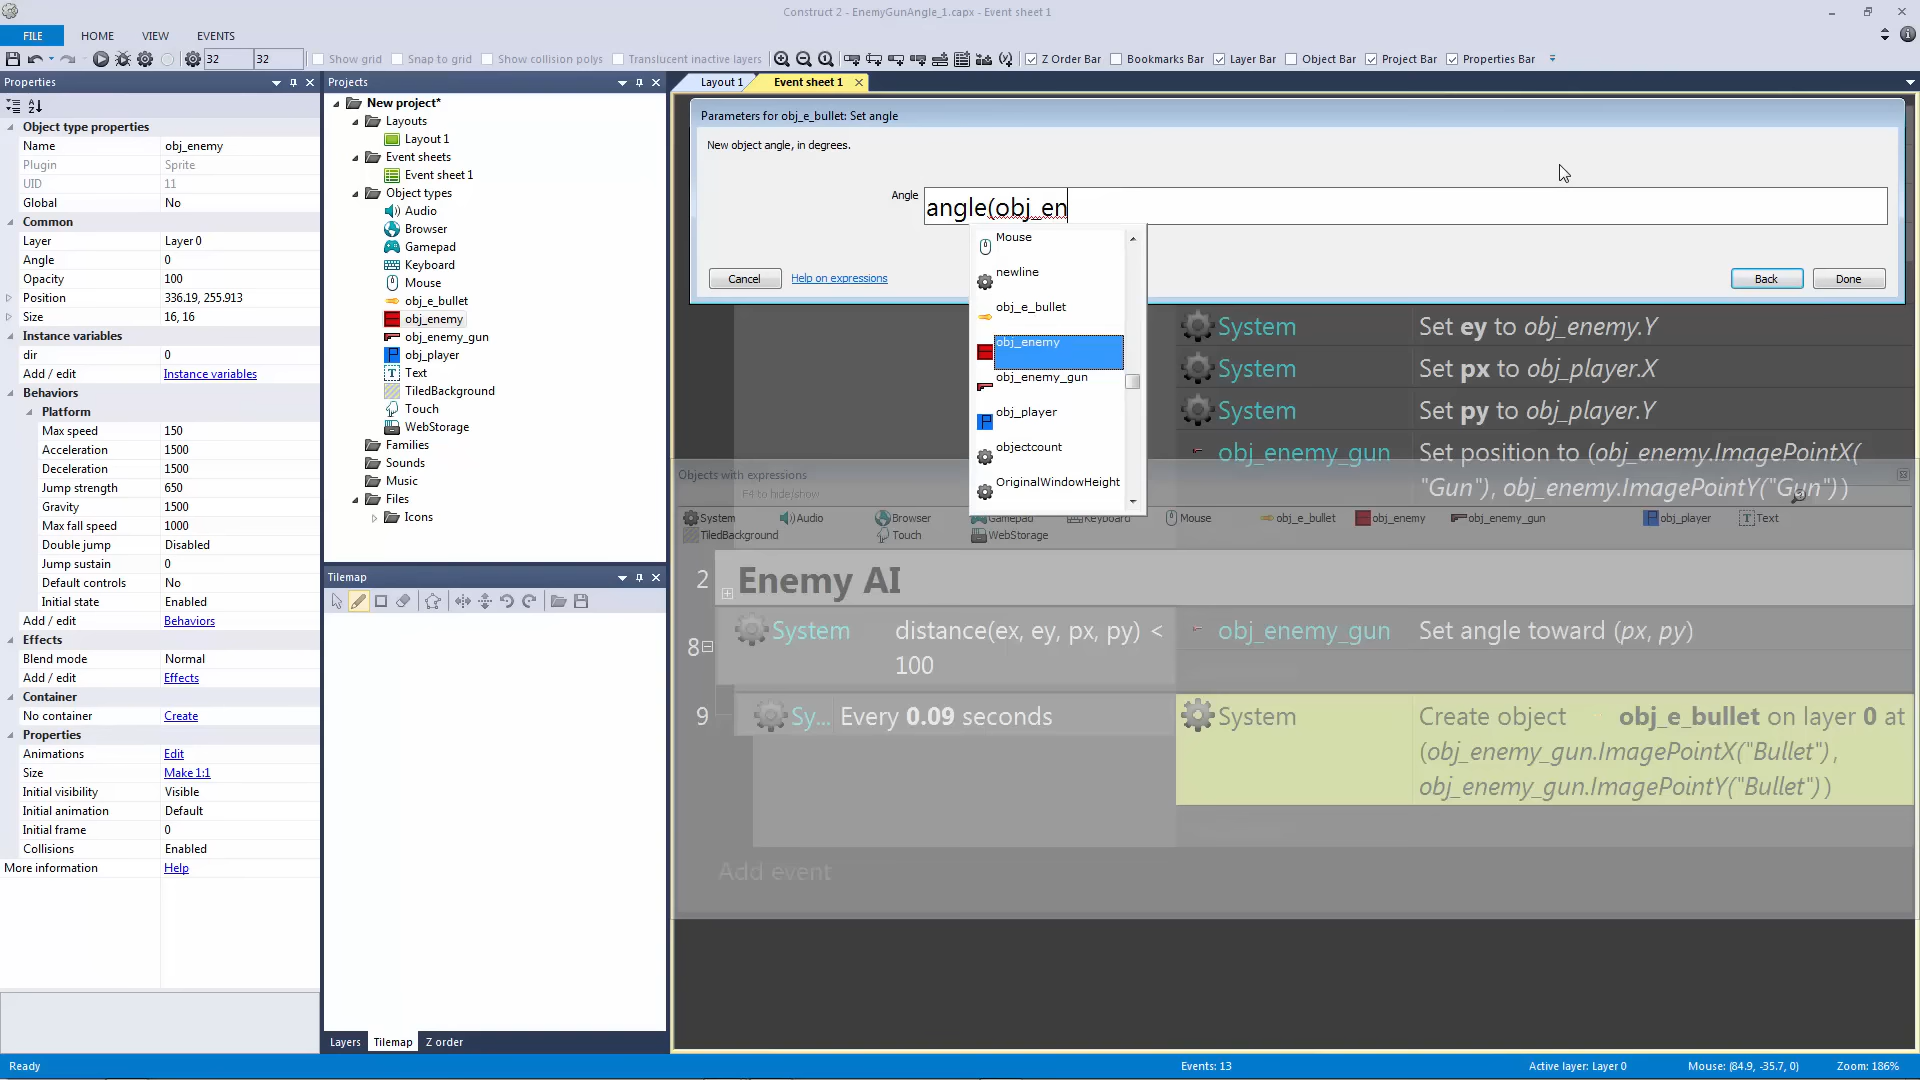 Construct 2 - EnemyGunAngle_1.capx - Event sheet 1
FILE HOME VIEW EVENTS
32 32 Show grid Snap to grid Show collision polys Translucent inactive layers Z Order Bar Bookmarks Bar Layer Bar Object Bar Project Bar Properties Bar
Properties
Object type properties
Name obj_enemy
Plugin Sprite
UID 11
Global No
Common
Layer Layer 0
Angle 0
Opacity 100
Position 336.19, 255.913
Size 16, 16
Instance variables
dir 0
Add / edit Instance variables
Behaviors
Platform
Max speed 150
Acceleration 1500
Deceleration 1500
Jump strength 650
Gravity 1500
Max fall speed 1000
Double jump Disabled
Jump sustain 0
Default controls No
Initial state Enabled
Add / edit Behaviors
Effects
Blend mode Normal
Add / edit Effects
Container
No container Create
Properties
Animations Edit
Size Make 1:1
Initial visibility Visible
Initial animation Default
Initial frame 0
Collisions Enabled
More information Help
Projects
New project*
Layouts
Layout 1
Event sheets
Event sheet 1
Object types
Audio
Browser
Gamepad
Keyboard
Mouse
obj_e_bullet
obj_enemy
obj_enemy_gun
obj_player
Text
TiledBackground
Touch
WebStorage
Families
Sounds
Music
Files
Icons
Tilemap
Layers Tilemap Z order
Layout 1 Event sheet 1
Parameters for obj_e_bullet: Set angle
New object angle, in degrees.
Angle angle(obj_en
Mouse
newline
obj_e_bullet
obj_enemy
obj_enemy_gun
obj_player
objectcount
OriginalWindowHeight
Cancel Help on expressions Back Done
System Set ey to obj_enemy.Y
System Set px to obj_player.X
System Set py to obj_player.Y
obj_enemy_gun Set position to (obj_enemy.ImagePointX(
"Gun"), obj_enemy.ImagePointY("Gun"))
Objects with expressions
F4 to hide/show
System Audio Browser Gamepad Keyboard Mouse obj_e_bullet obj_enemy obj_enemy_gun obj_player Text
TiledBackground Touch WebStorage
2 Enemy AI
8 System distance(ex, ey, px, py) < 100 obj_enemy_gun Set angle toward (px, py)
9 Sy... Every 0.09 seconds System Create object obj_e_bullet on layer 0 at
(obj_enemy_gun.ImagePointX("Bullet"),
obj_enemy_gun.ImagePointY("Bullet"))
Add event
Ready Events: 13 Active layer: Layer 0 Mouse: (84.9, -35.7, 0) Zoom: 186%